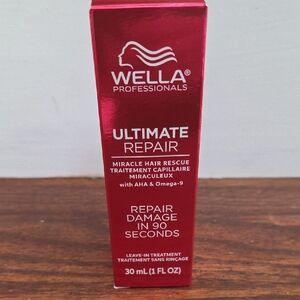 WELLA®
PROFESSIONALS
ULTIMATE
REPAIR
MIRACLE HAIR RESCUE
TRAITEMENT CAPILLAIRE
MIRACULEUX
with AHA & Omega-9
REPAIR
DAMAGE
IN 90
SECONDS
LEAVE-IN TREATMENT
TRAITEMENT SANS RINÇAGE
30 mL (1 FL OZ)